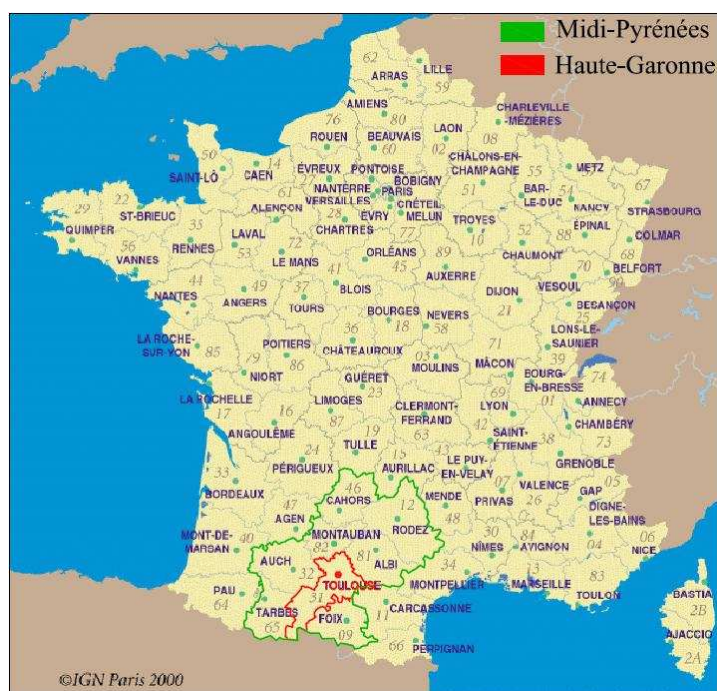 Midi-Pyrénées
Haute-Garonne
62
LILLE
ARRAS
59
AMIENS
76
80
CHARLEVILLE
-MÉZIÈRES
ROUEN
BEAUVAIS
LAON
08
50
60
02
CHÂLONS-EN-
CHAMPAGNE
14
CAEN
SAINT-LÔ
ÉVREUX
PONTOISE
55
METZ
NANTERRE
BOBIGNY
51
BAR-
LE-DUC
54
67
61
VERSAILLES
PARIS
CRÉTEIL
NANCY
STRASBOURG
29
22
ST-BRIEUC
ALENÇON
28
ÉVRY
MELUN
TROYES
ÉPINAL
QUIMPER
35
LAVAL
CHARTRES
77
10
52
88
COLMAR
56
RENNES
53
72
ORLÉANS
89
CHAUMONT
68
VANNES
LE MANS
45
AUXERRE
70
BELFORT
44
49
41
BLOIS
VESOUL
90
NANTES
ANGERS
37
TOURS
DIJON
BESANÇON
BOURGES
NEVERS
21
25
18
58
LONS-LE-
SAUNIER
LA ROCHE-
SUR-YON
POITIERS
36
CHÂTEAUROUX
71
39
85
79
86
03
MOULINS
MÂCON
NIORT
GUÉRET
BOURG-
EN-BRESSE
74
LA ROCHELLE
23
69
01
ANNECY
17
16
LIMOGES
CLERMONT-
FERRAND
LYON
CHAMBÉRY
ANGOULÊME
87
63
42
SAINT-
ÉTIENNE
38
73
24
19
TULLE
15
43
GRENOBLE
PÉRIGUEUX
AURILLAC
LE PUY-
EN-VELAY
33
07
VALENCE
05
BORDEAUX
46
MENDE
PRIVAS
26
GAP
47
CAHORS
12
48
DIGNE-
LES-BAINS
AGEN
RODEZ
30
84
04
06
MONT-DE-
MARSAN
40
MONTAUBAN
82
81
NÎMES
AVIGNON
NICE
AUCH
ALBI
34
13
83
32
TOULOUSE
MONTPELLIER
MARSEILLE
TOULON
BASTIA
PAU
64
31
TARBES
FOIX
11
CARCASSONNE
2B
65
09
66
PERPIGNAN
AJACCIO
2A
©IGN Paris 2000